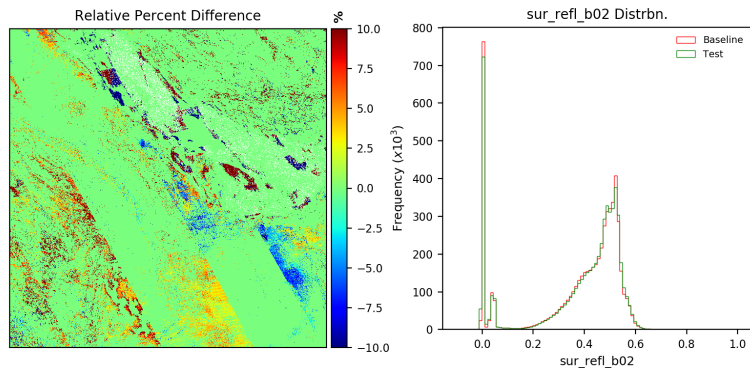 Relative Percent Difference
%
10.0
7.5
5.0
2.5
0.0
−2.5
−5.0
−7.5
−10.0
sur_refl_b02 Distrbn.
Frequency (x10³)
800
700
600
500
400
300
200
100
0
Baseline
Test
0.0 0.2 0.4 0.6 0.8 1.0
sur_refl_b02